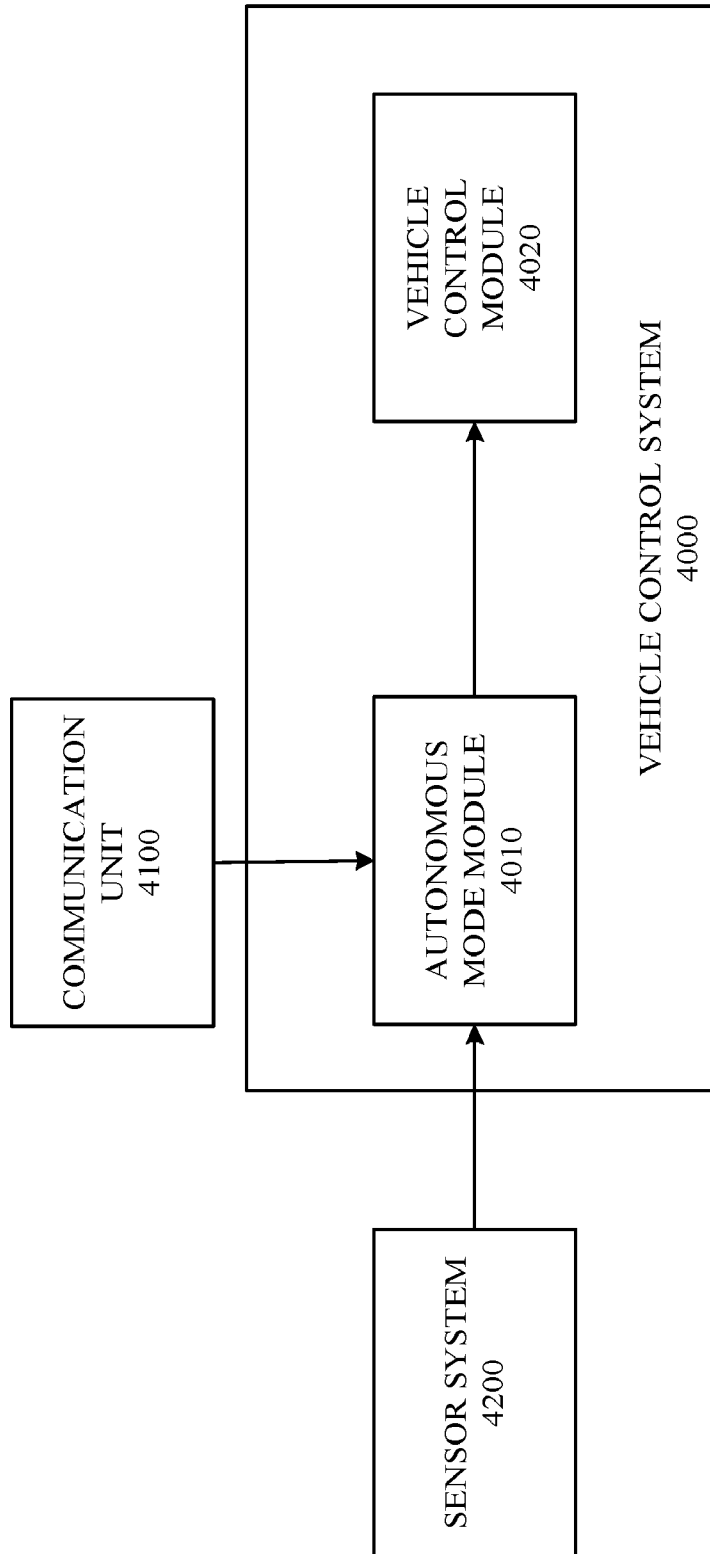 COMMUNICATION
UNIT
4100
SENSOR SYSTEM
4200
AUTONOMOUS
MODE MODULE
4010
VEHICLE
CONTROL
MODULE
4020
VEHICLE CONTROL SYSTEM
4000